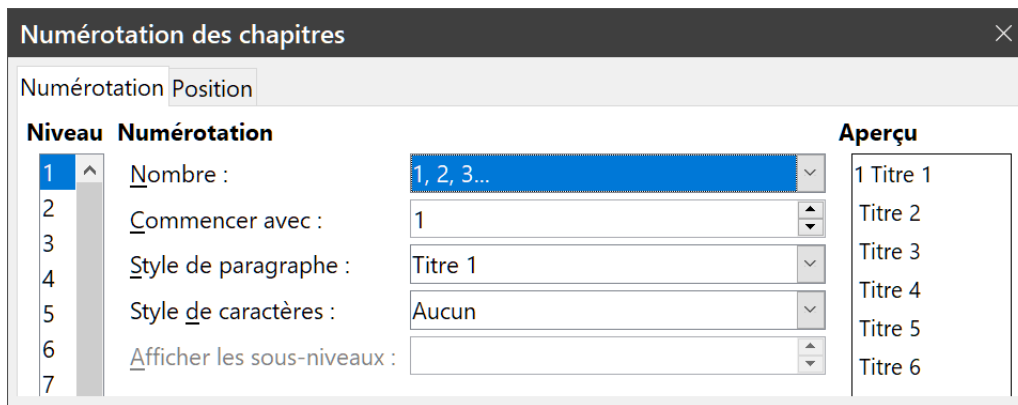 Numérotation des chapitres
Numérotation Position
Niveau Numérotation Aperçu
1 Nombre : 1, 2, 3... 1 Titre 1
2 Commencer avec : 1 Titre 2
3 Style de paragraphe : Titre 1 Titre 3
4 Titre 4
5 Style de caractères : Aucun Titre 5
6 Afficher les sous-niveaux : Titre 6
7